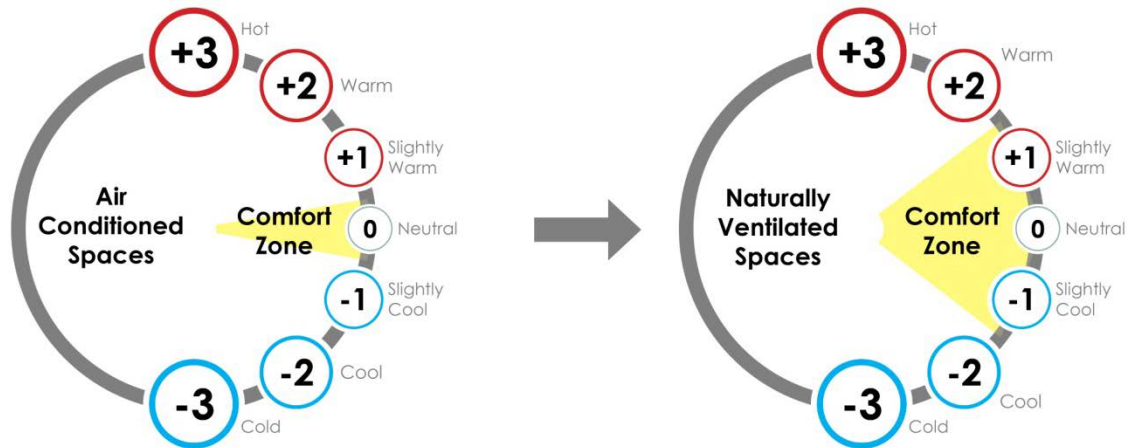 +3
Hot
+2
Warm
+1
Slightly
Warm
Air
Conditioned
Spaces
Comfort
Zone
0
Neutral
-1
Slightly
Cool
-2
Cool
-3
Cold
+3
Hot
+2
Warm
+1
Slightly
Warm
Naturally
Ventilated
Spaces
Comfort
Zone
0
Neutral
-1
Slightly
Cool
-2
Cool
-3
Cold